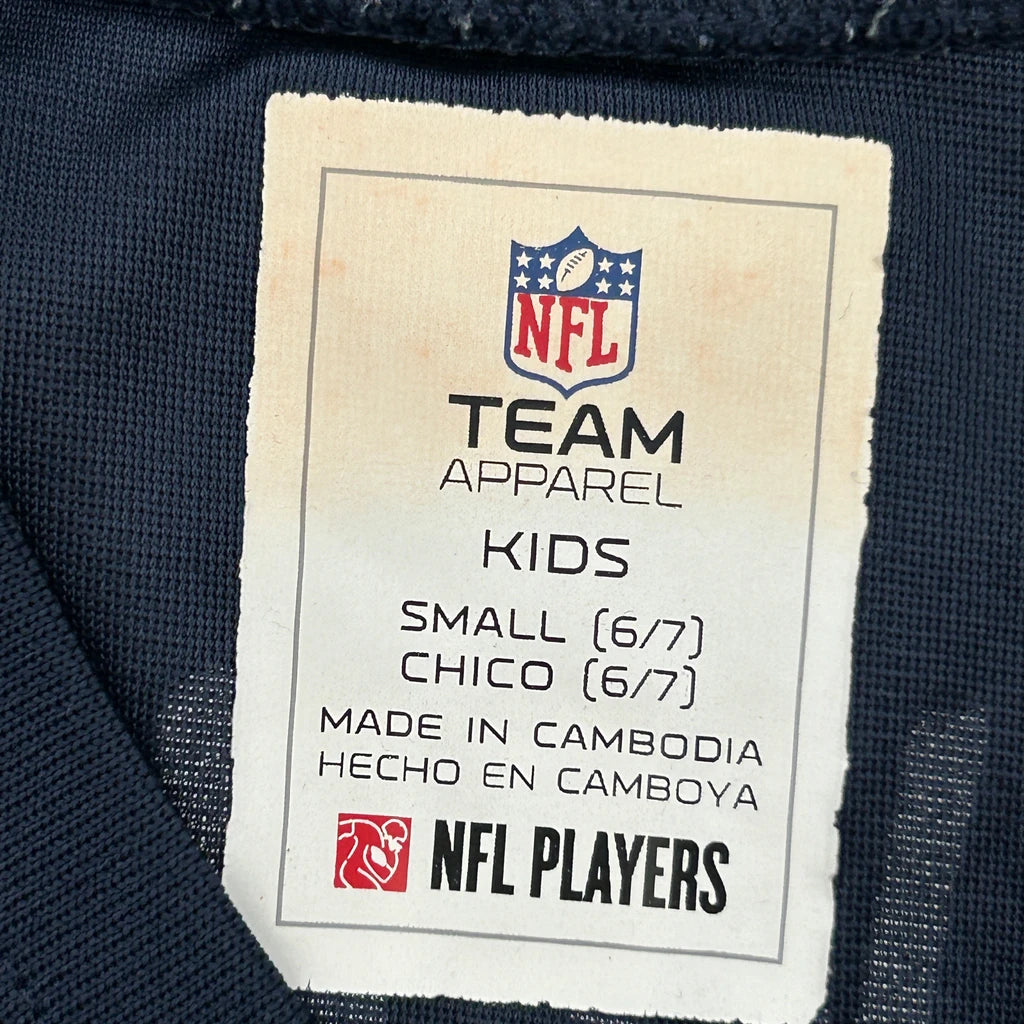 NFL
TEAM
APPAREL
KIDS
SMALL (6/7)
CHICO (6/7)
MADE IN CAMBODIA
HECHO EN CAMBOYA
NFL PLAYERS